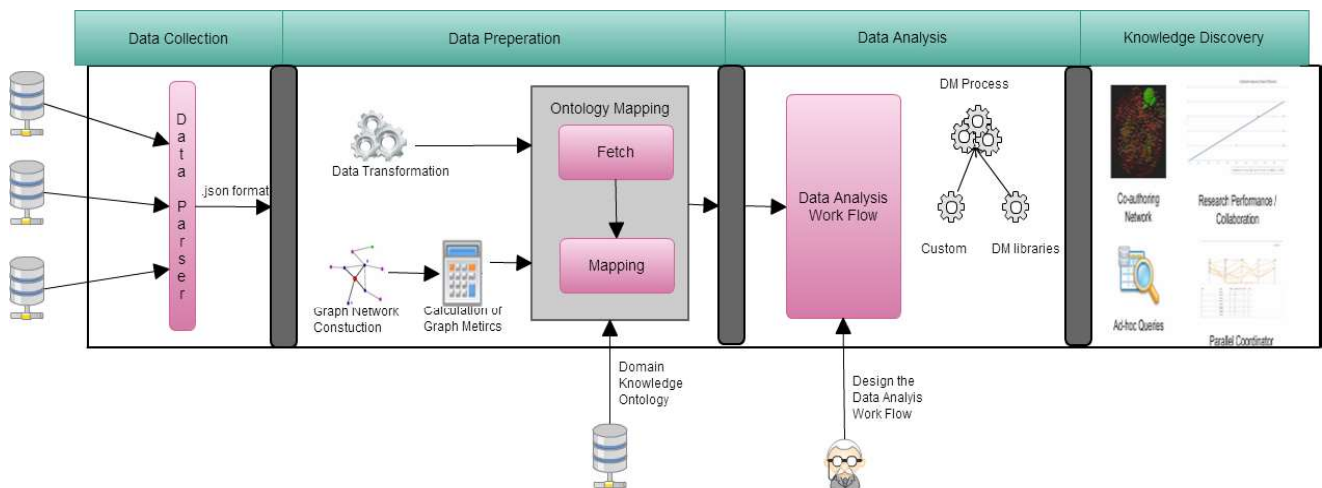 Data Collection
Data Preperation
Data Analysis
Knowledge Discovery
Data Parser
.json format
Data Transformation
Graph Network
Constuction
Calculation of
Graph Metircs
Ontology Mapping
Fetch
Mapping
Domain
Knowledge
Ontology
Data Analysis
Work Flow
Design the
Data Analyis
Work Flow
DM Process
Custom
DM libraries
Co-authoring
Network
Research Performance /
Collaboration
Ad-hoc Queries
Parallel Coordinator